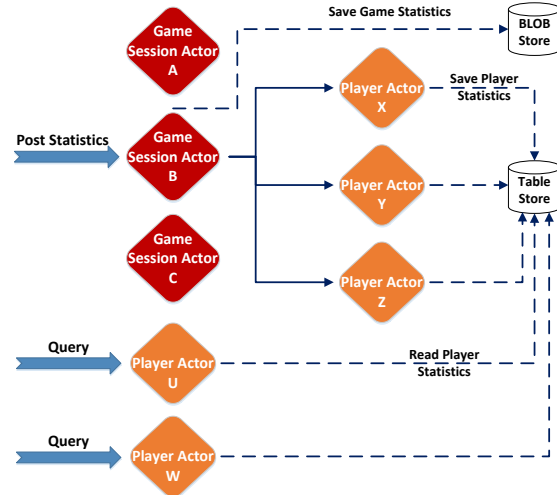 Game
Session Actor
A
Save Game Statistics
BLOB
Store
Post Statistics
Game
Session Actor
B
Player Actor
X
Save Player
Statistics
Player Actor
Y
Table
Store
Game
Session Actor
C
Player Actor
Z
Query
Player Actor
U
Read Player
Statistics
Query
Player Actor
W